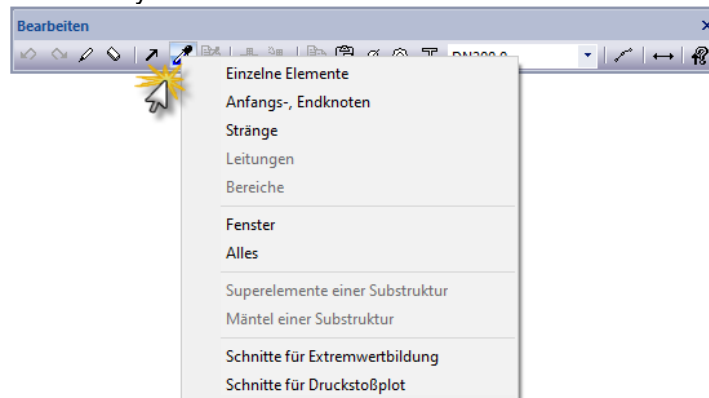 Bearbeiten
Einzelne Elemente
Anfangs-, Endknoten
Stränge
Leitungen
Bereiche
Fenster
Alles
Superelemente einer Substruktur
Mäntel einer Substruktur
Schnitte für Extremwertbildung
Schnitte für Druckstoßplot